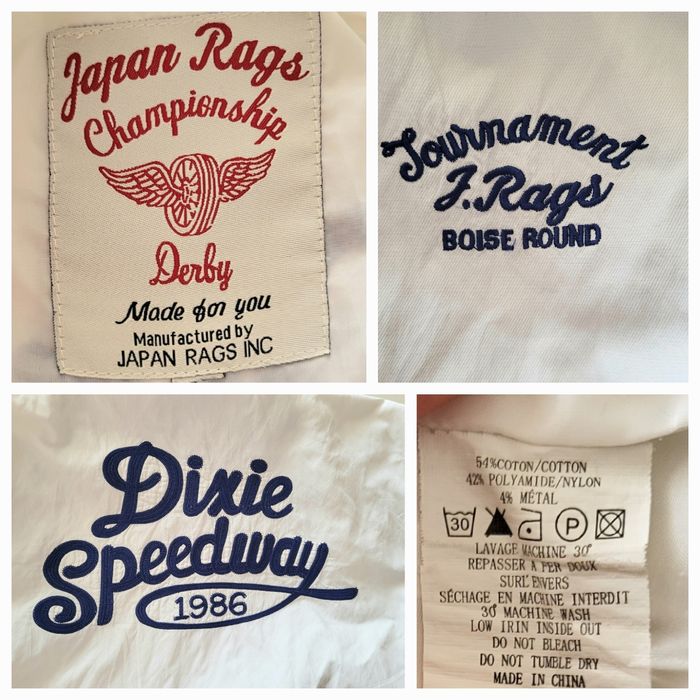 Japan Rags
Championship
Derby
Made for you
Manufactured by
JAPAN RAGS INC
Tournament
J.Rags
BOISE ROUND
Dixie
Speedway
1986
54%COTON/COTTON
42% POLYAMIDE/NYLON
4% MÉTAL
30
P
LAVAGE MACHINE 30°
REPASSER A FER DOUX
SURL'ENVERS
SÉCHAGE EN MACHINE INTERDIT
30° MACHINE WASH
LOW IRIN INSIDE OUT
DO NOT BLEACH
DO NOT TUMBLE DRY
MADE IN CHINA